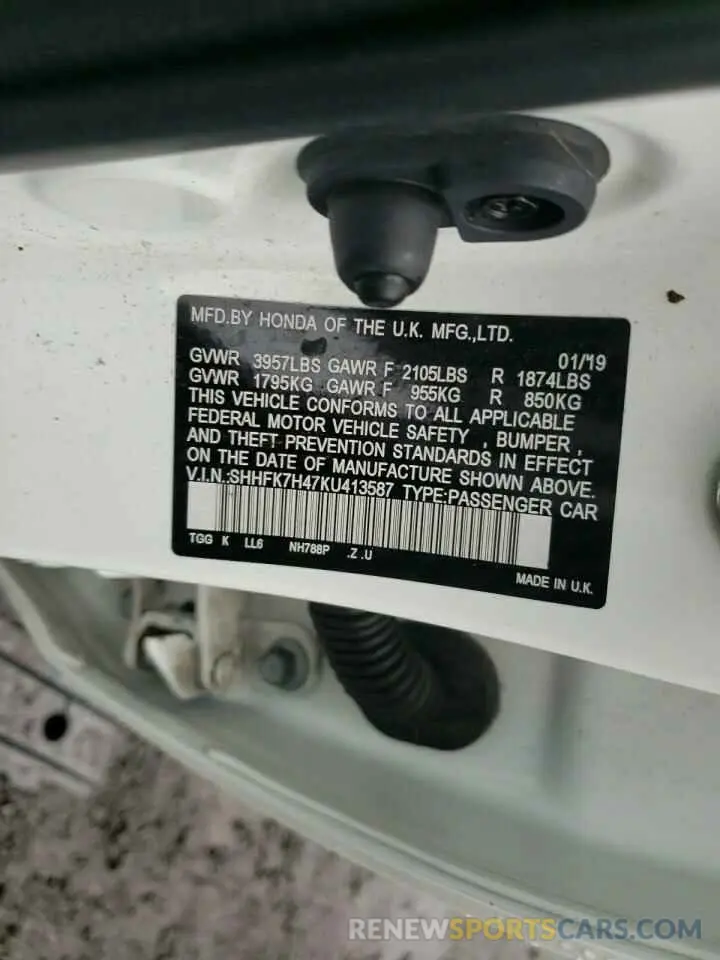 MFD.BY HONDA OF THE U.K. MFG.,LTD.
01/19
GVWR 3957LBS GAWR F 2105LBS R 1874LBS
GVWR 1795KG GAWR F 955KG R 850KG
THIS VEHICLE CONFORMS TO ALL APPLICABLE
FEDERAL MOTOR VEHICLE SAFETY , BUMPER ,
AND THEFT PREVENTION STANDARDS IN EFFECT
ON THE DATE OF MANUFACTURE SHOWN ABOVE.
V.I.N.:SHHFK7H47KU413587 TYPE:PASSENGER CAR
TGG K LL6 NH788P .Z .U
MADE IN U.K.
RENEWSPORTSCARS.COM